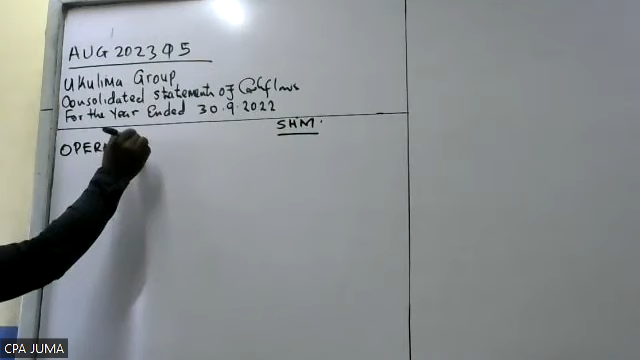 AUG 2023 Q5
Ukulima Group
Consolidated Statement of Cashflows
For the Year Ended 30.9.2022
SHM.
OPER
CPA JUMA